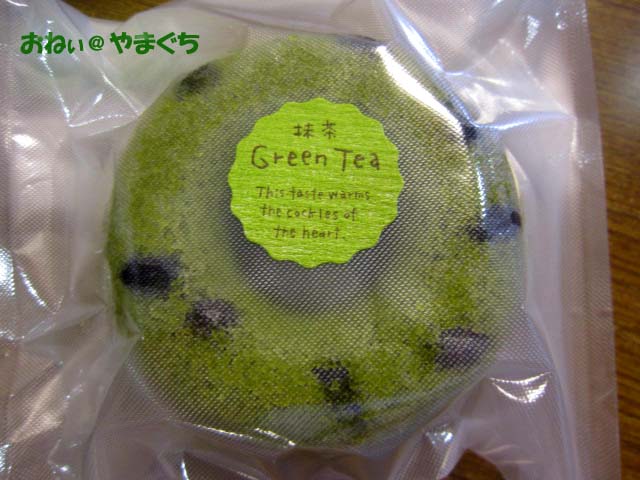 おねぃ@やまぐち
抹茶
Green Tea
This taste warms
the cockles of
the heart.